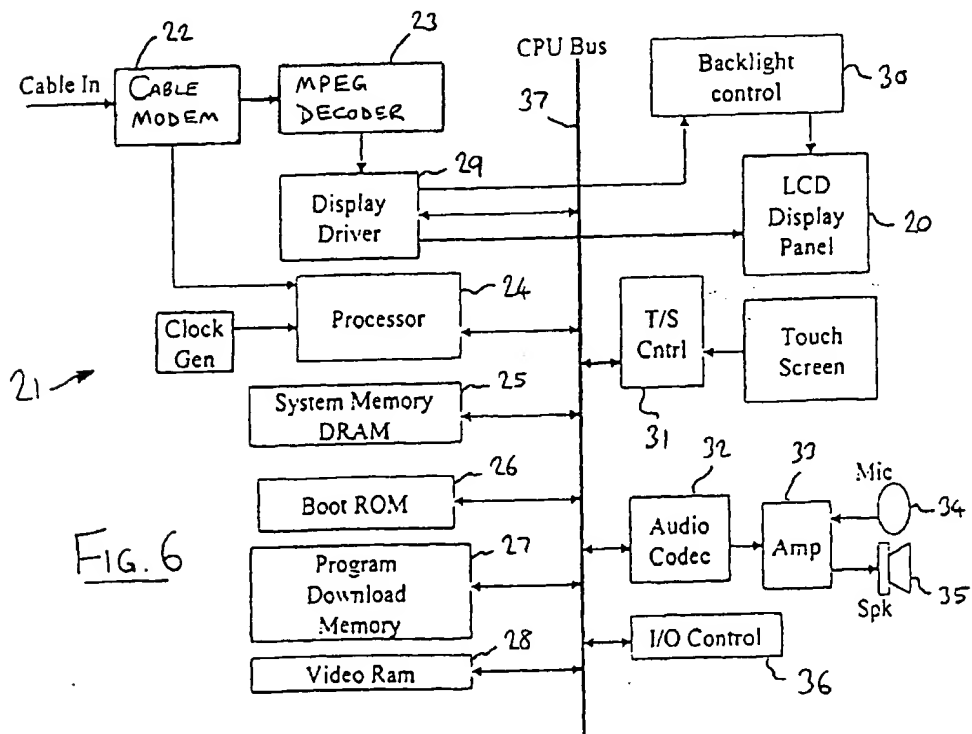 22
23
CPU Bus
Cable In
CABLE
MODEM
MPEG
DECODER
37
Backlight
control
30
29
Display
Driver
LCD
Display
Panel
20
24
Processor
Clock
Gen
T/S
Cntrl
Touch
Screen
21
25
System Memory
DRAM
31
26
Boot ROM
32
33
Mic
34
Audio
Codec
Amp
Spk
35
FIG. 6
27
Program
Download
Memory
28
Video Ram
I/O Control
36